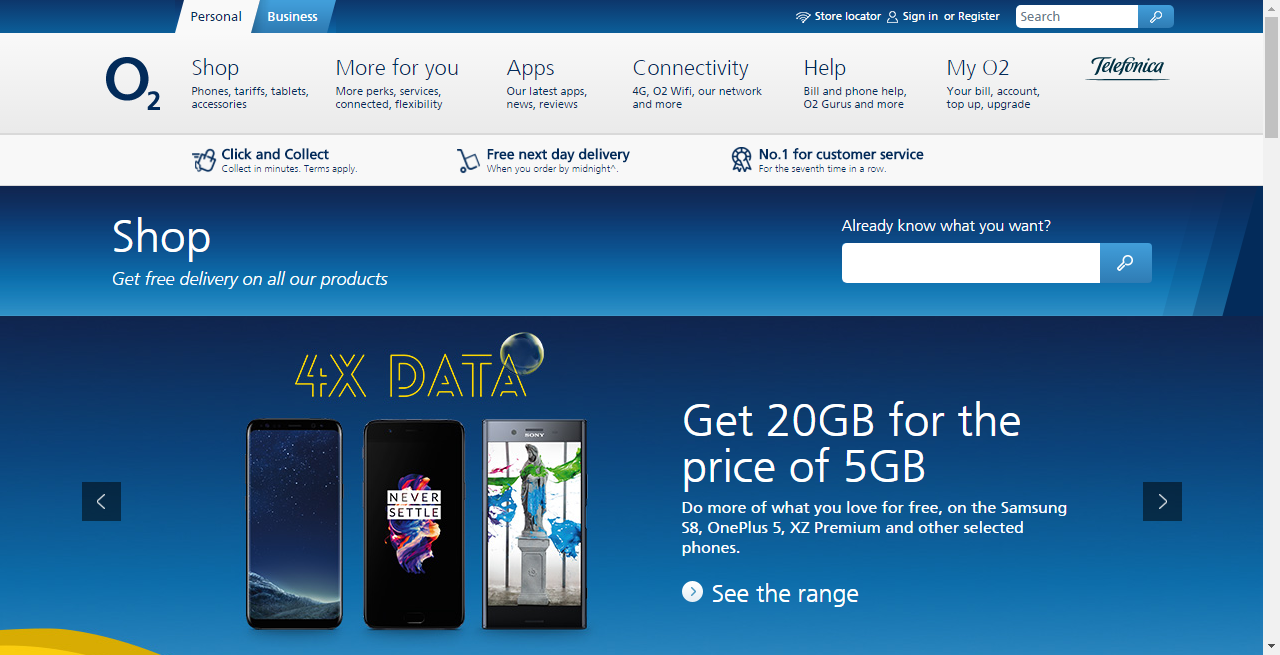 Personal
Business
Store locator
Sign in or Register
Search
O2
Shop
Phones, tariffs, tablets,
accessories
More for you
More perks, services,
connected, flexibility
Apps
Our latest apps,
news, reviews
Connectivity
4G, O2 Wifi, our network
and more
Help
Bill and phone help,
O2 Gurus and more
My O2
Your bill, account,
top up, upgrade
Telefónica
Click and Collect
Collect in minutes. Terms apply.
Free next day delivery
When you order by midnight^.
No.1 for customer service
For the seventh time in a row.
Shop
Get free delivery on all our products
Already know what you want?
4X DATA
SONY
NEVER
SETTLE
Get 20GB for the
price of 5GB
Do more of what you love for free, on the Samsung
S8, OnePlus 5, XZ Premium and other selected
phones.
See the range